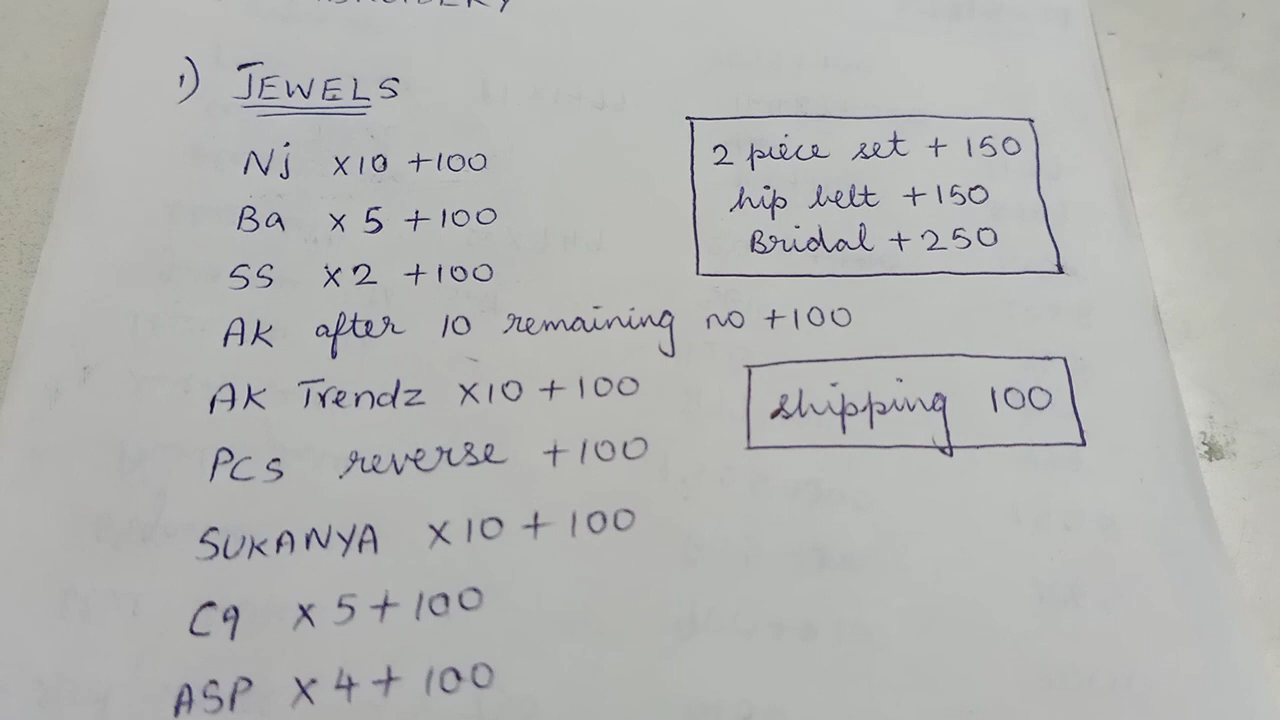 1) JEWELS
Nj x10 +100
Ba x 5 +100
SS x2 +100
AK after 10 remaining no +100
AK Trendz x10 +100
PCS reverse +100
SUKANYA x10 + 100
C9 x 5 + 100
ASP x 4 + 100
2 piece set + 150
hip belt +150
Bridal + 250
shipping 100